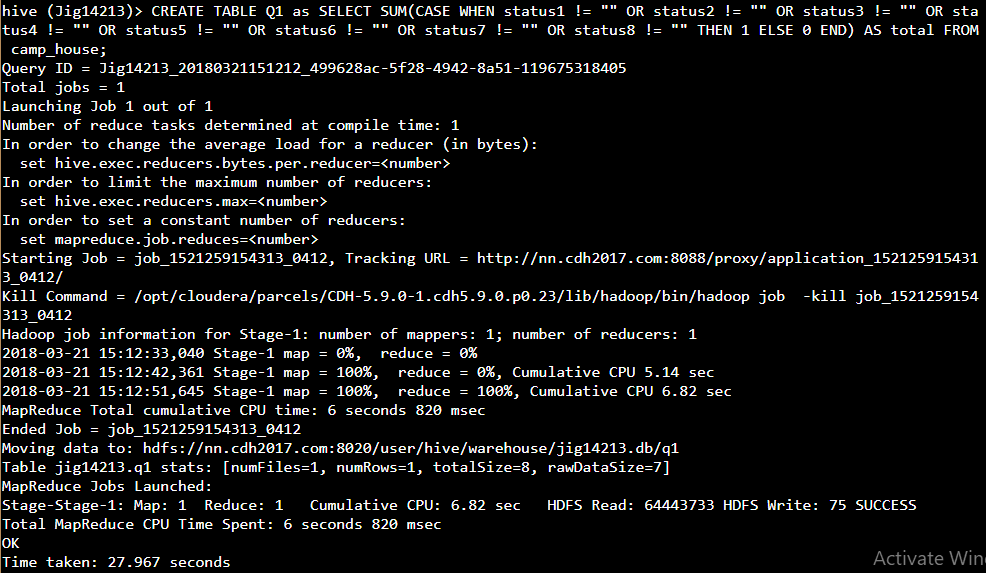 hive (Jig14213)> CREATE TABLE Q1 as SELECT SUM(CASE WHEN status1 != "" OR status2 != "" OR status3 != "" OR sta
tus4 != "" OR status5 != "" OR status6 != "" OR status7 != "" OR status8 != "" THEN 1 ELSE 0 END) AS total FROM
 camp_house;
Query ID = Jig14213_20180321151212_499628ac-5f28-4942-8a51-119675318405
Total jobs = 1
Launching Job 1 out of 1
Number of reduce tasks determined at compile time: 1
In order to change the average load for a reducer (in bytes):
  set hive.exec.reducers.bytes.per.reducer=<number>
In order to limit the maximum number of reducers:
  set hive.exec.reducers.max=<number>
In order to set a constant number of reducers:
  set mapreduce.job.reduces=<number>
Starting Job = job_1521259154313_0412, Tracking URL = http://nn.cdh2017.com:8088/proxy/application_152125915431
3_0412/
Kill Command = /opt/cloudera/parcels/CDH-5.9.0-1.cdh5.9.0.p0.23/lib/hadoop/bin/hadoop job  -kill job_1521259154
313_0412
Hadoop job information for Stage-1: number of mappers: 1; number of reducers: 1
2018-03-21 15:12:33,040 Stage-1 map = 0%,  reduce = 0%
2018-03-21 15:12:42,361 Stage-1 map = 100%,  reduce = 0%, Cumulative CPU 5.14 sec
2018-03-21 15:12:51,645 Stage-1 map = 100%,  reduce = 100%, Cumulative CPU 6.82 sec
MapReduce Total cumulative CPU time: 6 seconds 820 msec
Ended Job = job_1521259154313_0412
Moving data to: hdfs://nn.cdh2017.com:8020/user/hive/warehouse/jig14213.db/q1
Table jig14213.q1 stats: [numFiles=1, numRows=1, totalSize=8, rawDataSize=7]
MapReduce Jobs Launched:
Stage-Stage-1: Map: 1  Reduce: 1   Cumulative CPU: 6.82 sec   HDFS Read: 64443733 HDFS Write: 75 SUCCESS
Total MapReduce CPU Time Spent: 6 seconds 820 msec
OK
Time taken: 27.967 seconds
Activate Win